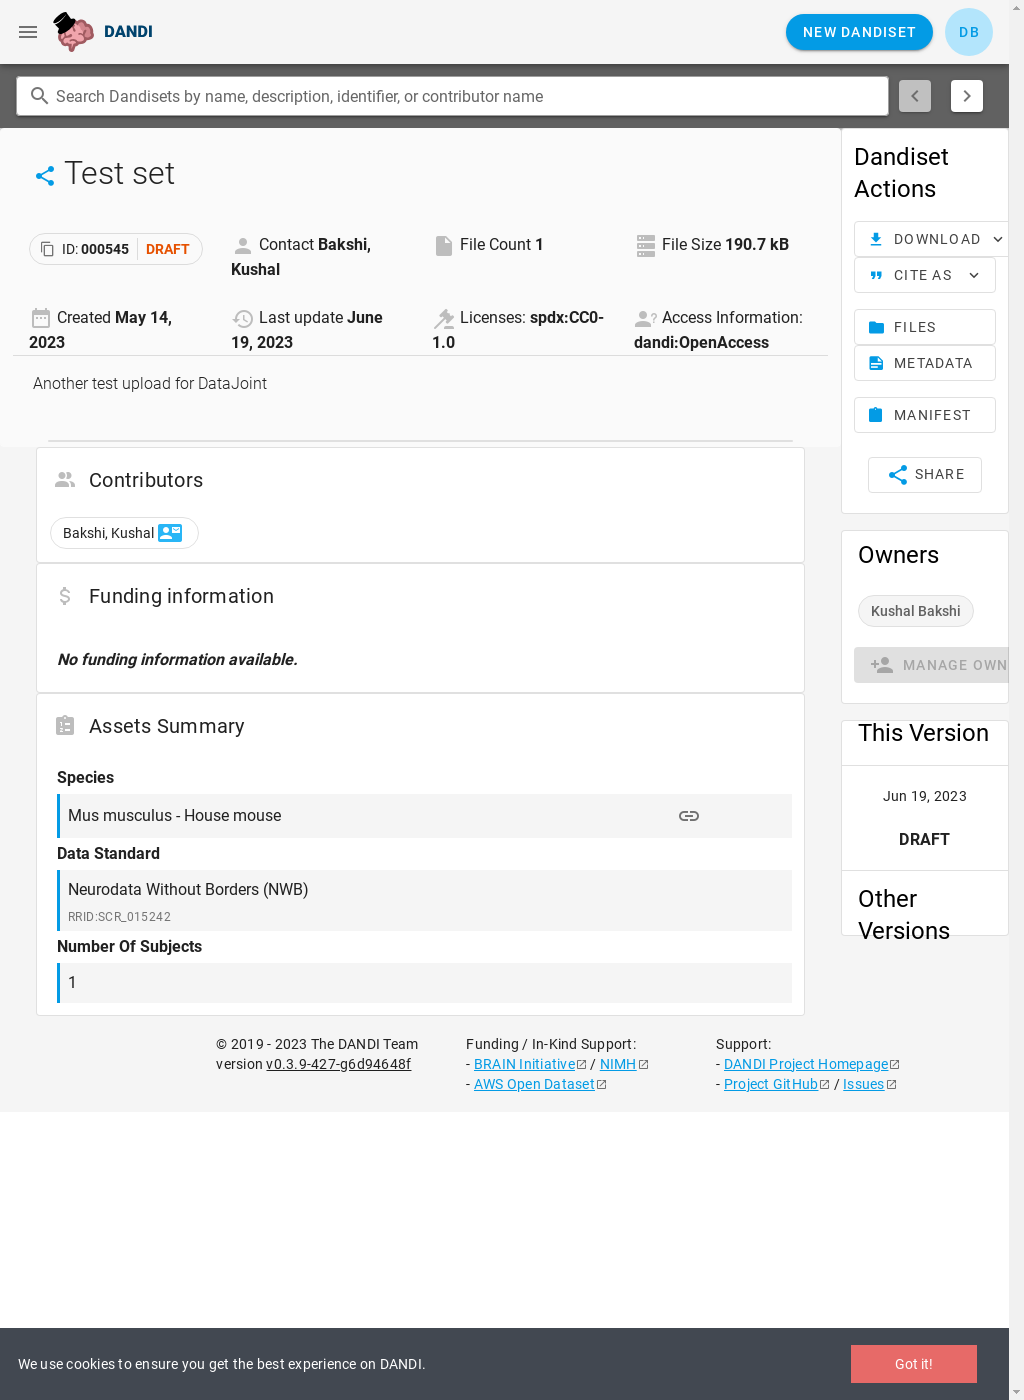 DANDI
NEW DANDISET
DB
Search Dandisets by name, description, identifier, or contributor name
Test set
ID: 000545 DRAFT
Contact Bakshi,
Kushal
File Count 1
File Size 190.7 kB
Created May 14,
2023
Last update June
19, 2023
Licenses: spdx:CC0-
1.0
Access Information:
dandi:OpenAccess
Another test upload for DataJoint
Contributors
Bakshi, Kushal
Funding information
No funding information available.
Assets Summary
Species
Mus musculus - House mouse
Data Standard
Neurodata Without Borders (NWB)
RRID:SCR_015242
Number Of Subjects
1
Dandiset
Actions
DOWNLOAD
CITE AS
FILES
METADATA
MANIFEST
SHARE
Owners
Kushal Bakshi
MANAGE OWN
This Version
Jun 19, 2023
DRAFT
Other
Versions
© 2019 - 2023 The DANDI Team
version v0.3.9-427-g6d94648f
Funding / In-Kind Support:
- BRAIN Initiative / NIMH
- AWS Open Dataset
Support:
- DANDI Project Homepage
- Project GitHub / Issues
We use cookies to ensure you get the best experience on DANDI.
Got it!